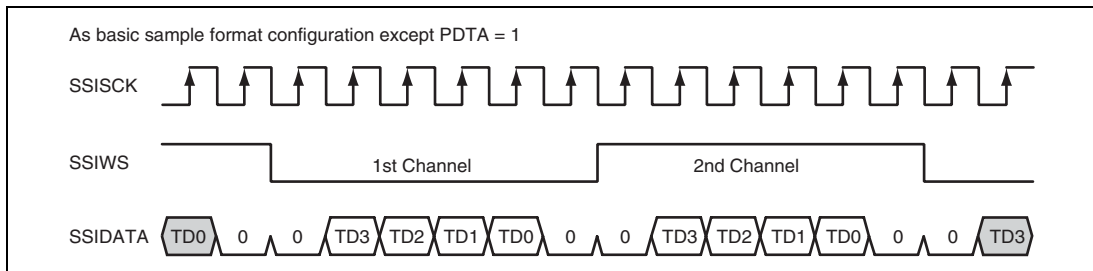 As basic sample format configuration except PDTA = 1
SSISCK
SSIWS 1st Channel 2nd Channel
SSIDATA TD0 0 0 TD3 TD2 TD1 TD0 0 0 TD3 TD2 TD1 TD0 0 0 TD3